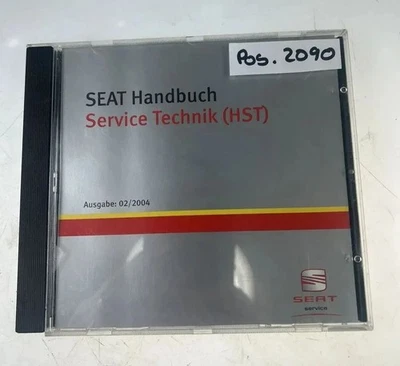 Pos. 2090
SEAT Handbuch
Service Technik (HST)
Ausgabe: 02/2004
SEAT
service